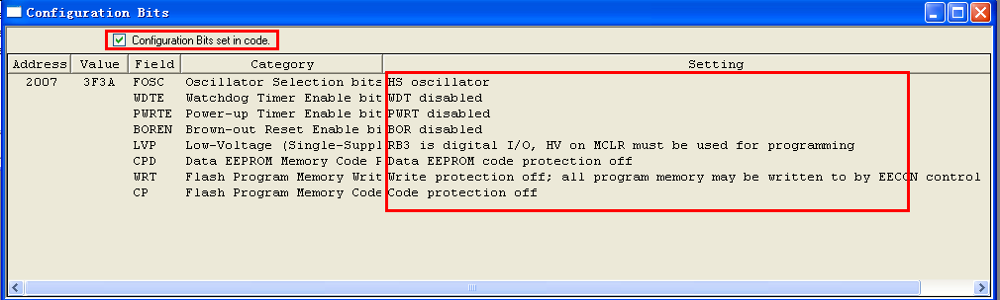 Configuration Bits
Configuration Bits set in code.
Address Value Field Category Setting
2007 3F3A FOSC Oscillator Selection bits HS oscillator
WDTE Watchdog Timer Enable bit WDT disabled
PWRTE Power-up Timer Enable bi PWRT disabled
BOREN Brown-out Reset Enable bi BOR disabled
LVP Low-Voltage (Single-Suppl RB3 is digital I/O, HV on MCLR must be used for programming
CPD Data EEPROM Memory Code P Data EEPROM code protection off
WRT Flash Program Memory Writ Write protection off; all program memory may be written to by EECON control
CP Flash Program Memory Code Code protection off